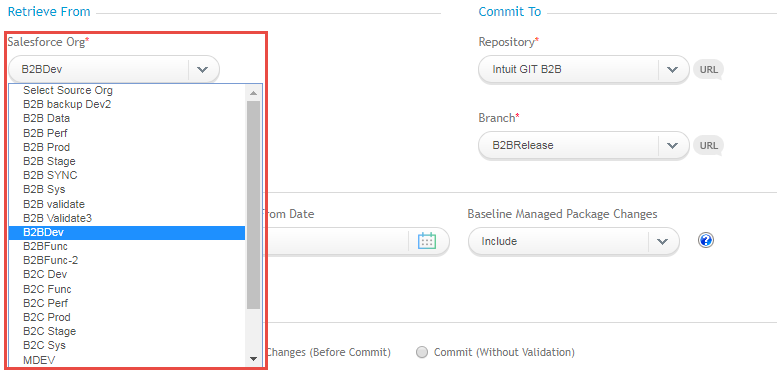 Retrieve From
Commit To
Salesforce Org*
B2BDev
Select Source Org
B2B backup Dev2
B2B Data
B2B Perf
B2B Prod
B2B Stage
B2B SYNC
B2B Sys
B2B validate
B2B Validate3
B2BDev
B2BFunc
B2BFunc-2
B2C Dev
B2C Func
B2C Perf
B2C Prod
B2C Stage
B2C Sys
MDEV
Repository*
Intuit GIT B2B
URL
Branch*
B2BRelease
URL
From Date
Baseline Managed Package Changes
Include
?
Changes (Before Commit)
Commit (Without Validation)